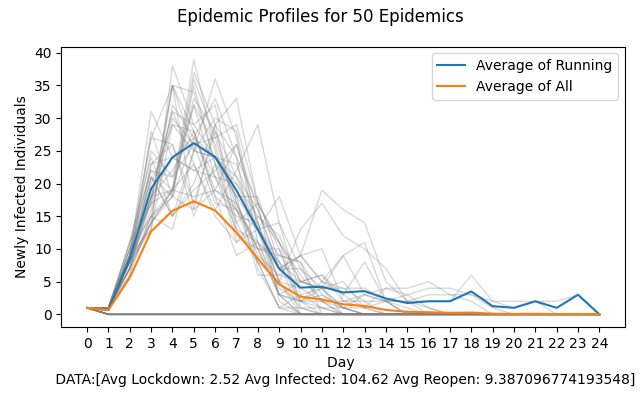 Epidemic Profiles for 50 Epidemics
40
35
30
25
20
15
10
5
0
Newly Infected Individuals
Average of Running
Average of All
0 1 2 3 4 5 6 7 8 9 10 11 12 13 14 15 16 17 18 19 20 21 22 23 24
Day
DATA:[Avg Lockdown: 2.52 Avg Infected: 104.62 Avg Reopen: 9.387096774193548]